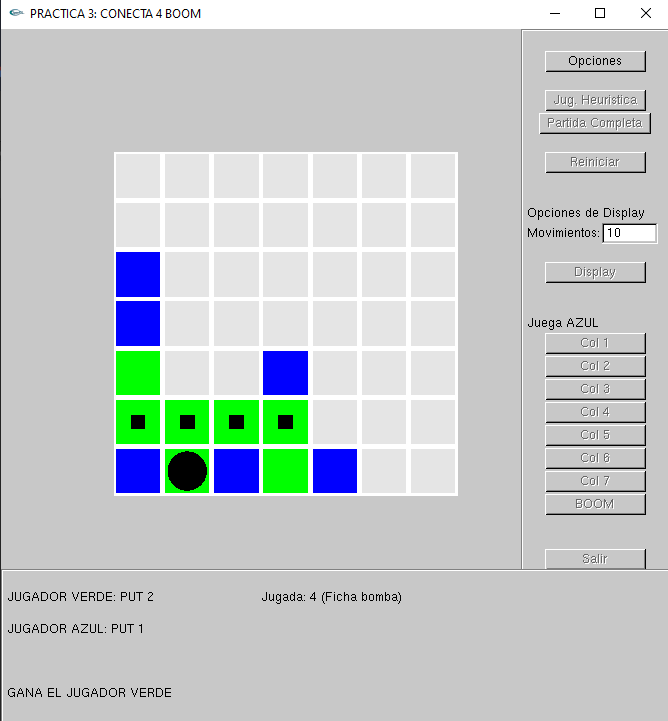 PRACTICA 3: CONECTA 4 BOOM
Opciones
Jug. Heuristica
Partida Completa
Reiniciar
Opciones de Display
Movimientos: 10
Display
Juega AZUL
Col 1
Col 2
Col 3
Col 4
Col 5
Col 6
Col 7
BOOM
Salir
JUGADOR VERDE: PUT 2 Jugada: 4 (Ficha bomba)
JUGADOR AZUL: PUT 1
GANA EL JUGADOR VERDE